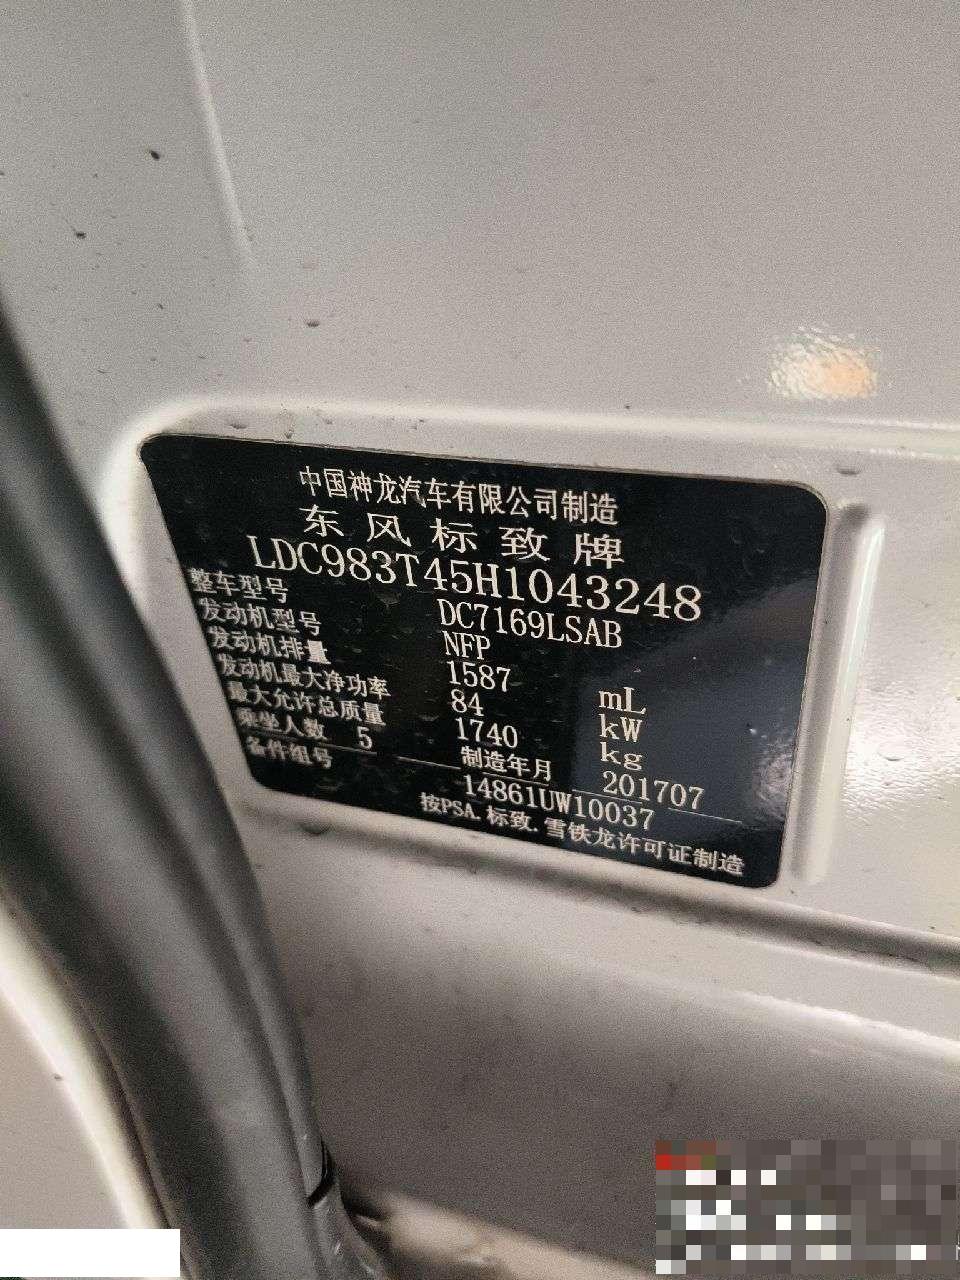 中国神龙汽车有限公司制造
东风标致牌
LDC983T45H1043248
整车型号 DC7169LSAB
发动机型号 NFP
发动机排量 1587 mL
发动机最大净功率 84 kW
最大允许总质量 1740 kg
乘坐人数 5 制造年月 201707
备件组号 14861UW10037
按PSA.标致.雪铁龙许可证制造